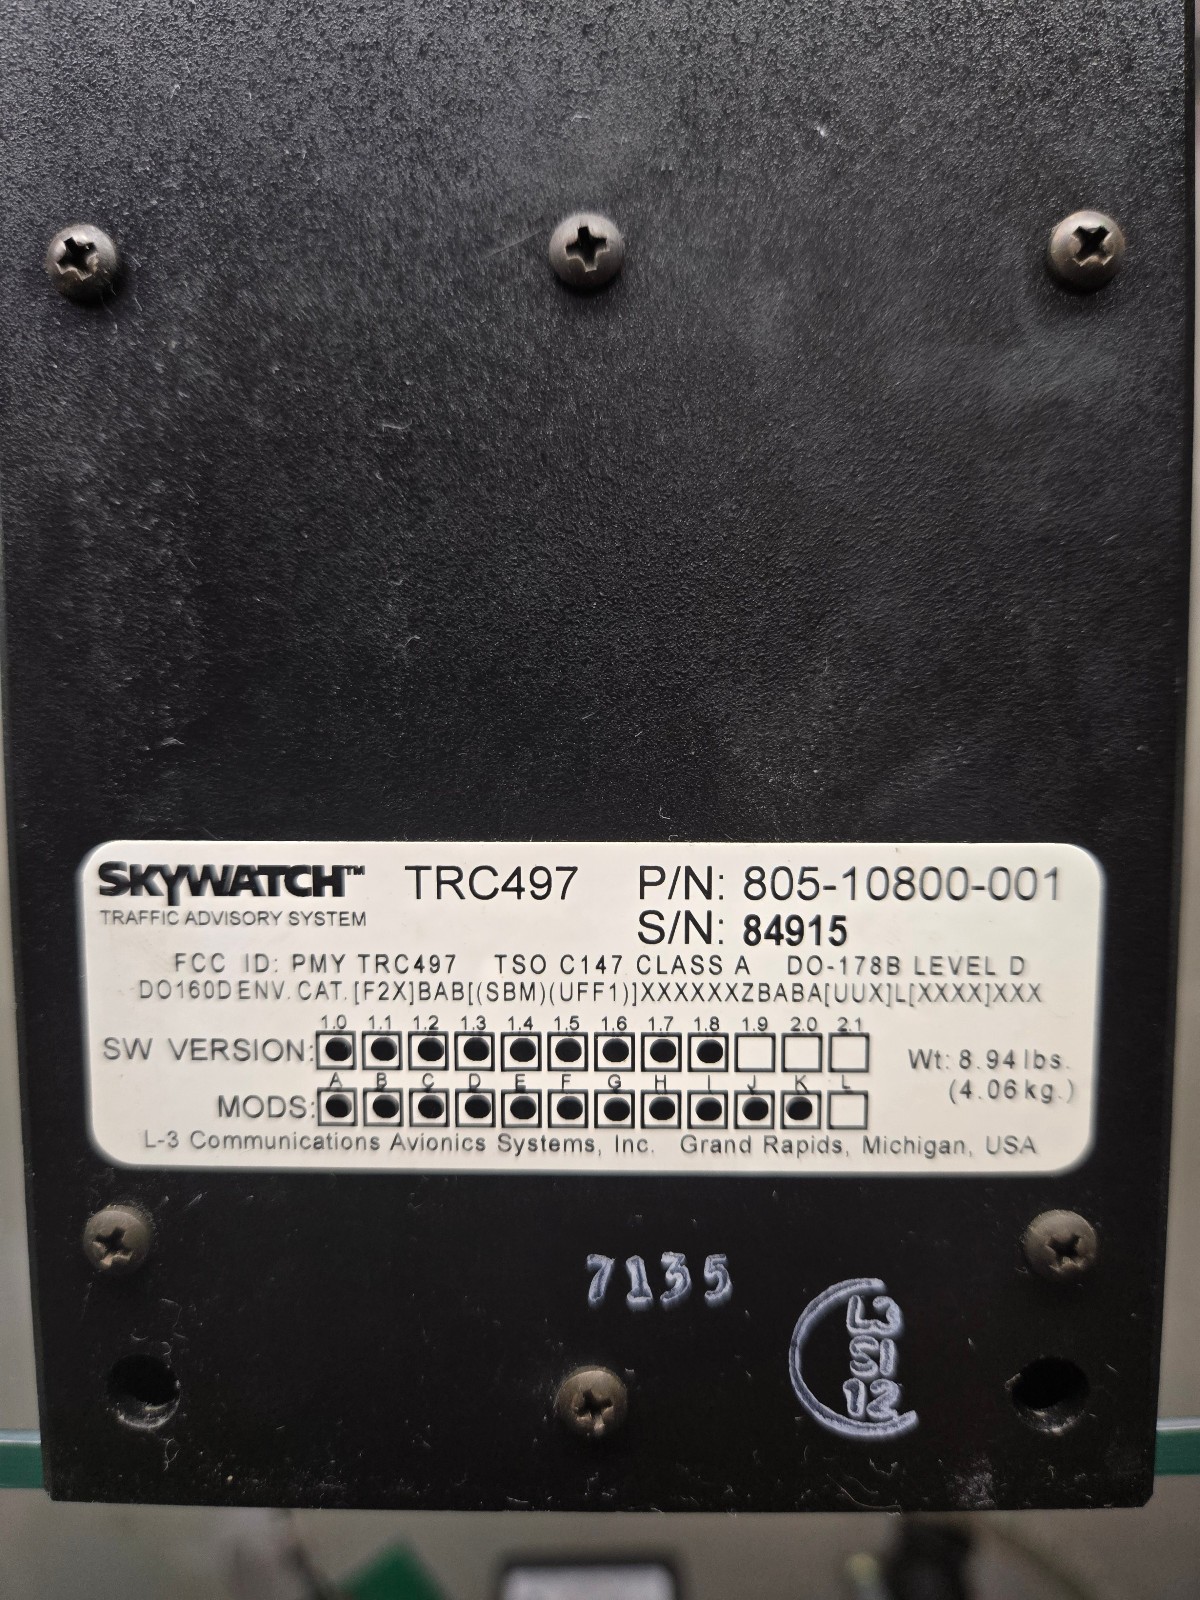 SKYWATCH™ TRC497 P/N: 805-10800-001
TRAFFIC ADVISORY SYSTEM S/N: 84915
FCC ID: PMY TRC497 TSO C147 CLASS A DO-178B LEVEL D
DO160D ENV. CAT. [F2X]BAB[(SBM)(UFF1)]XXXXXXZBABA[UUX]L[XXXX]XXX
1.0 1.1 1.2 1.3 1.4 1.5 1.6 1.7 1.8 1.9 2.0 2.1
SW VERSION: Wt: 8.94 lbs.
(4.06 kg.)
A B C D E F G H I J K L
MODS:
L-3 Communications Avionics Systems, Inc. Grand Rapids, Michigan, USA
7135
L3
SI
12